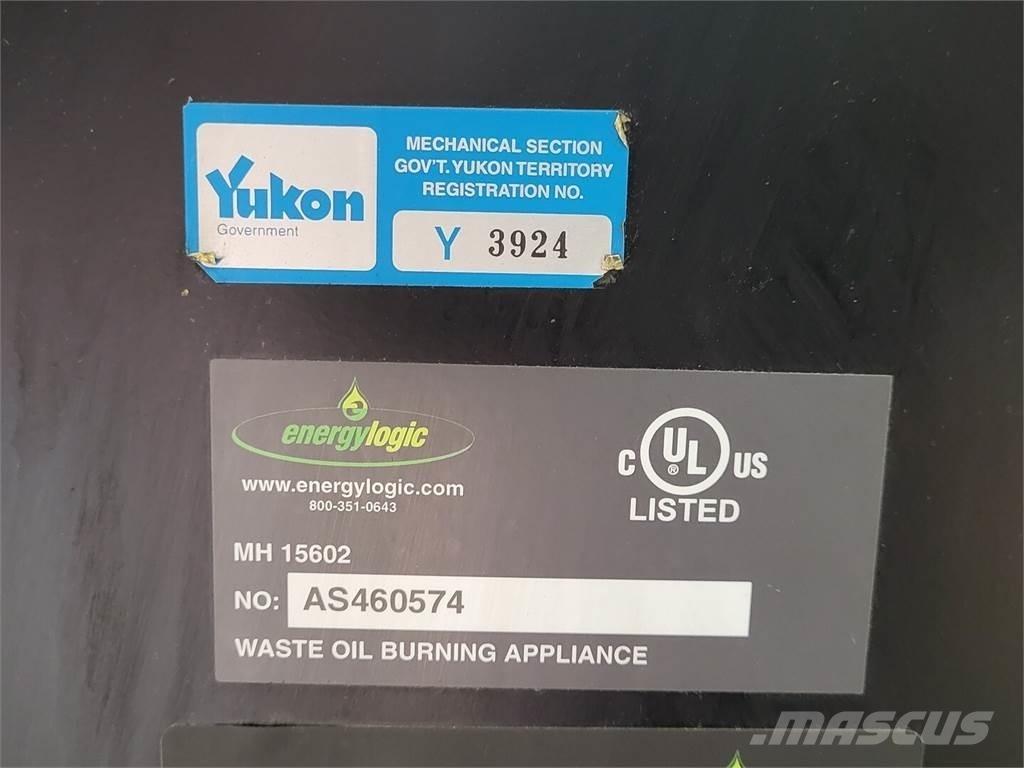 MECHANICAL SECTION
GOV'T. YUKON TERRITORY
REGISTRATION NO.
Yukon
Government
Y 3924
energylogic
www.energylogic.com
800-351-0643
C UL ® US
LISTED
MH 15602
NO: AS460574
WASTE OIL BURNING APPLIANCE
MASCUS